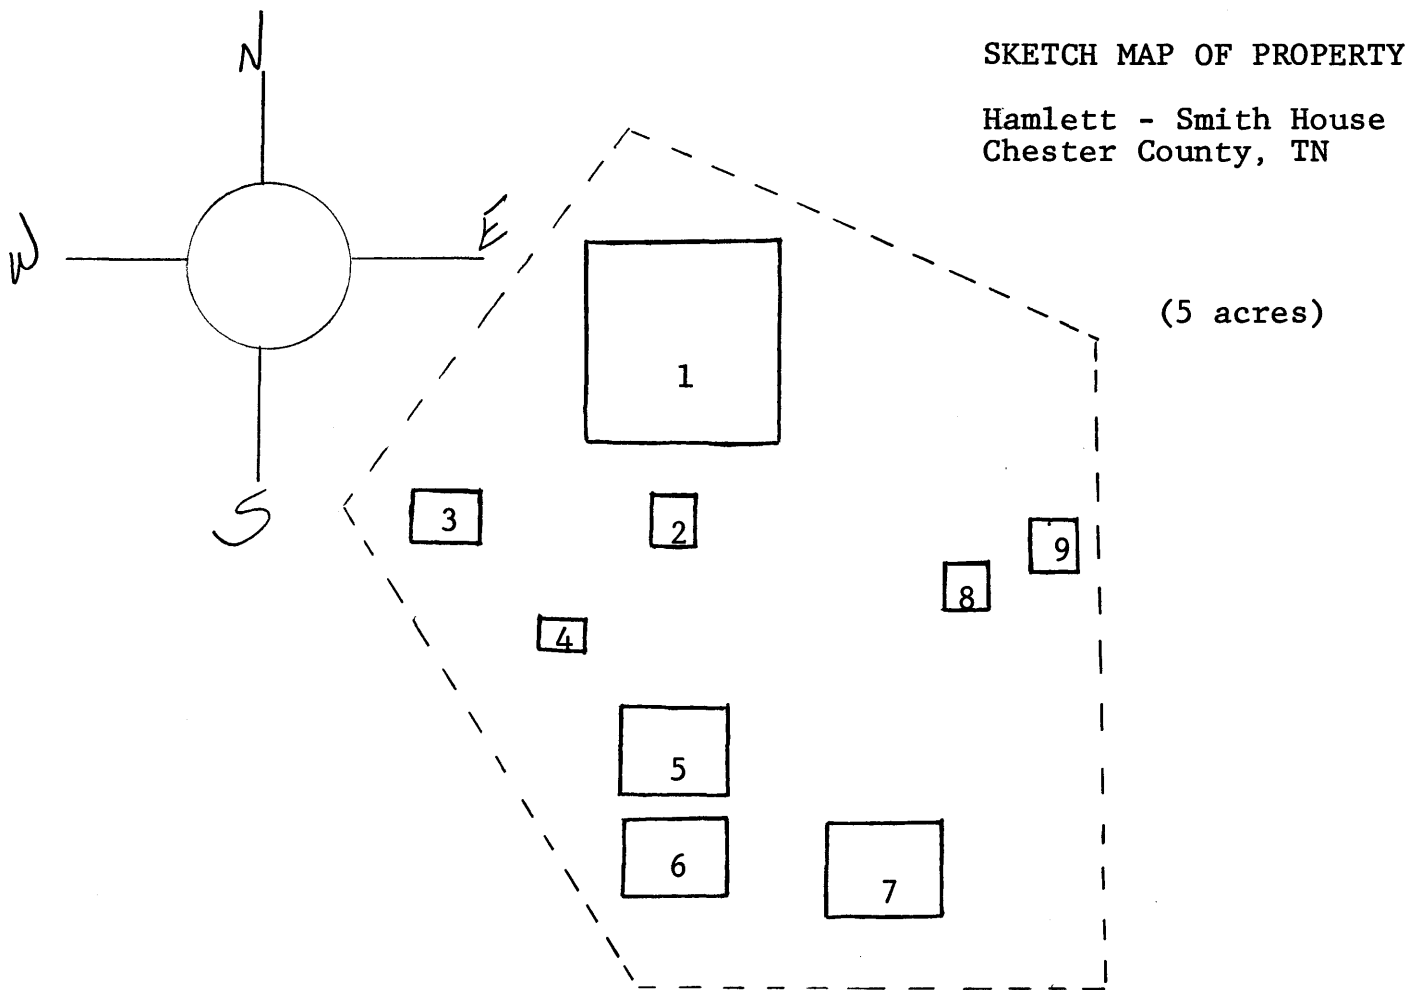 N
SKETCH MAP OF PROPERTY
Hamlett - Smith House
Chester County, TN
W
E
(5 acres)
1
S
3
2
9
8
4
5
6
7